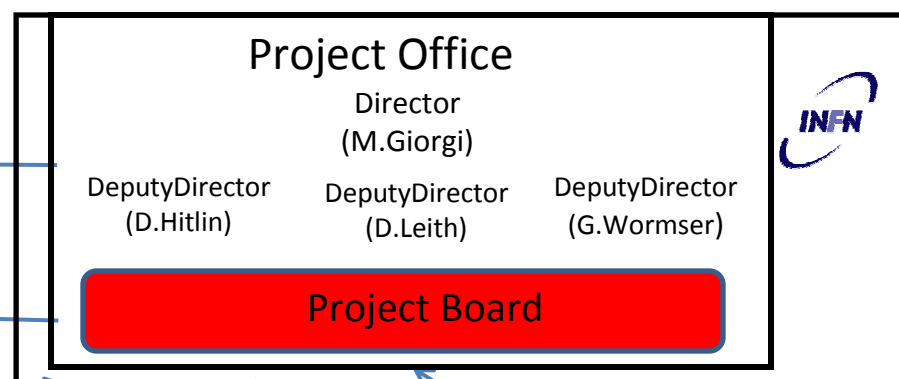 Project Office
Director
(M.Giorgi)
INFN
DeputyDirector
(D.Hitlin)
DeputyDirector
(D.Leith)
DeputyDirector
(G.Wormser)
Project Board